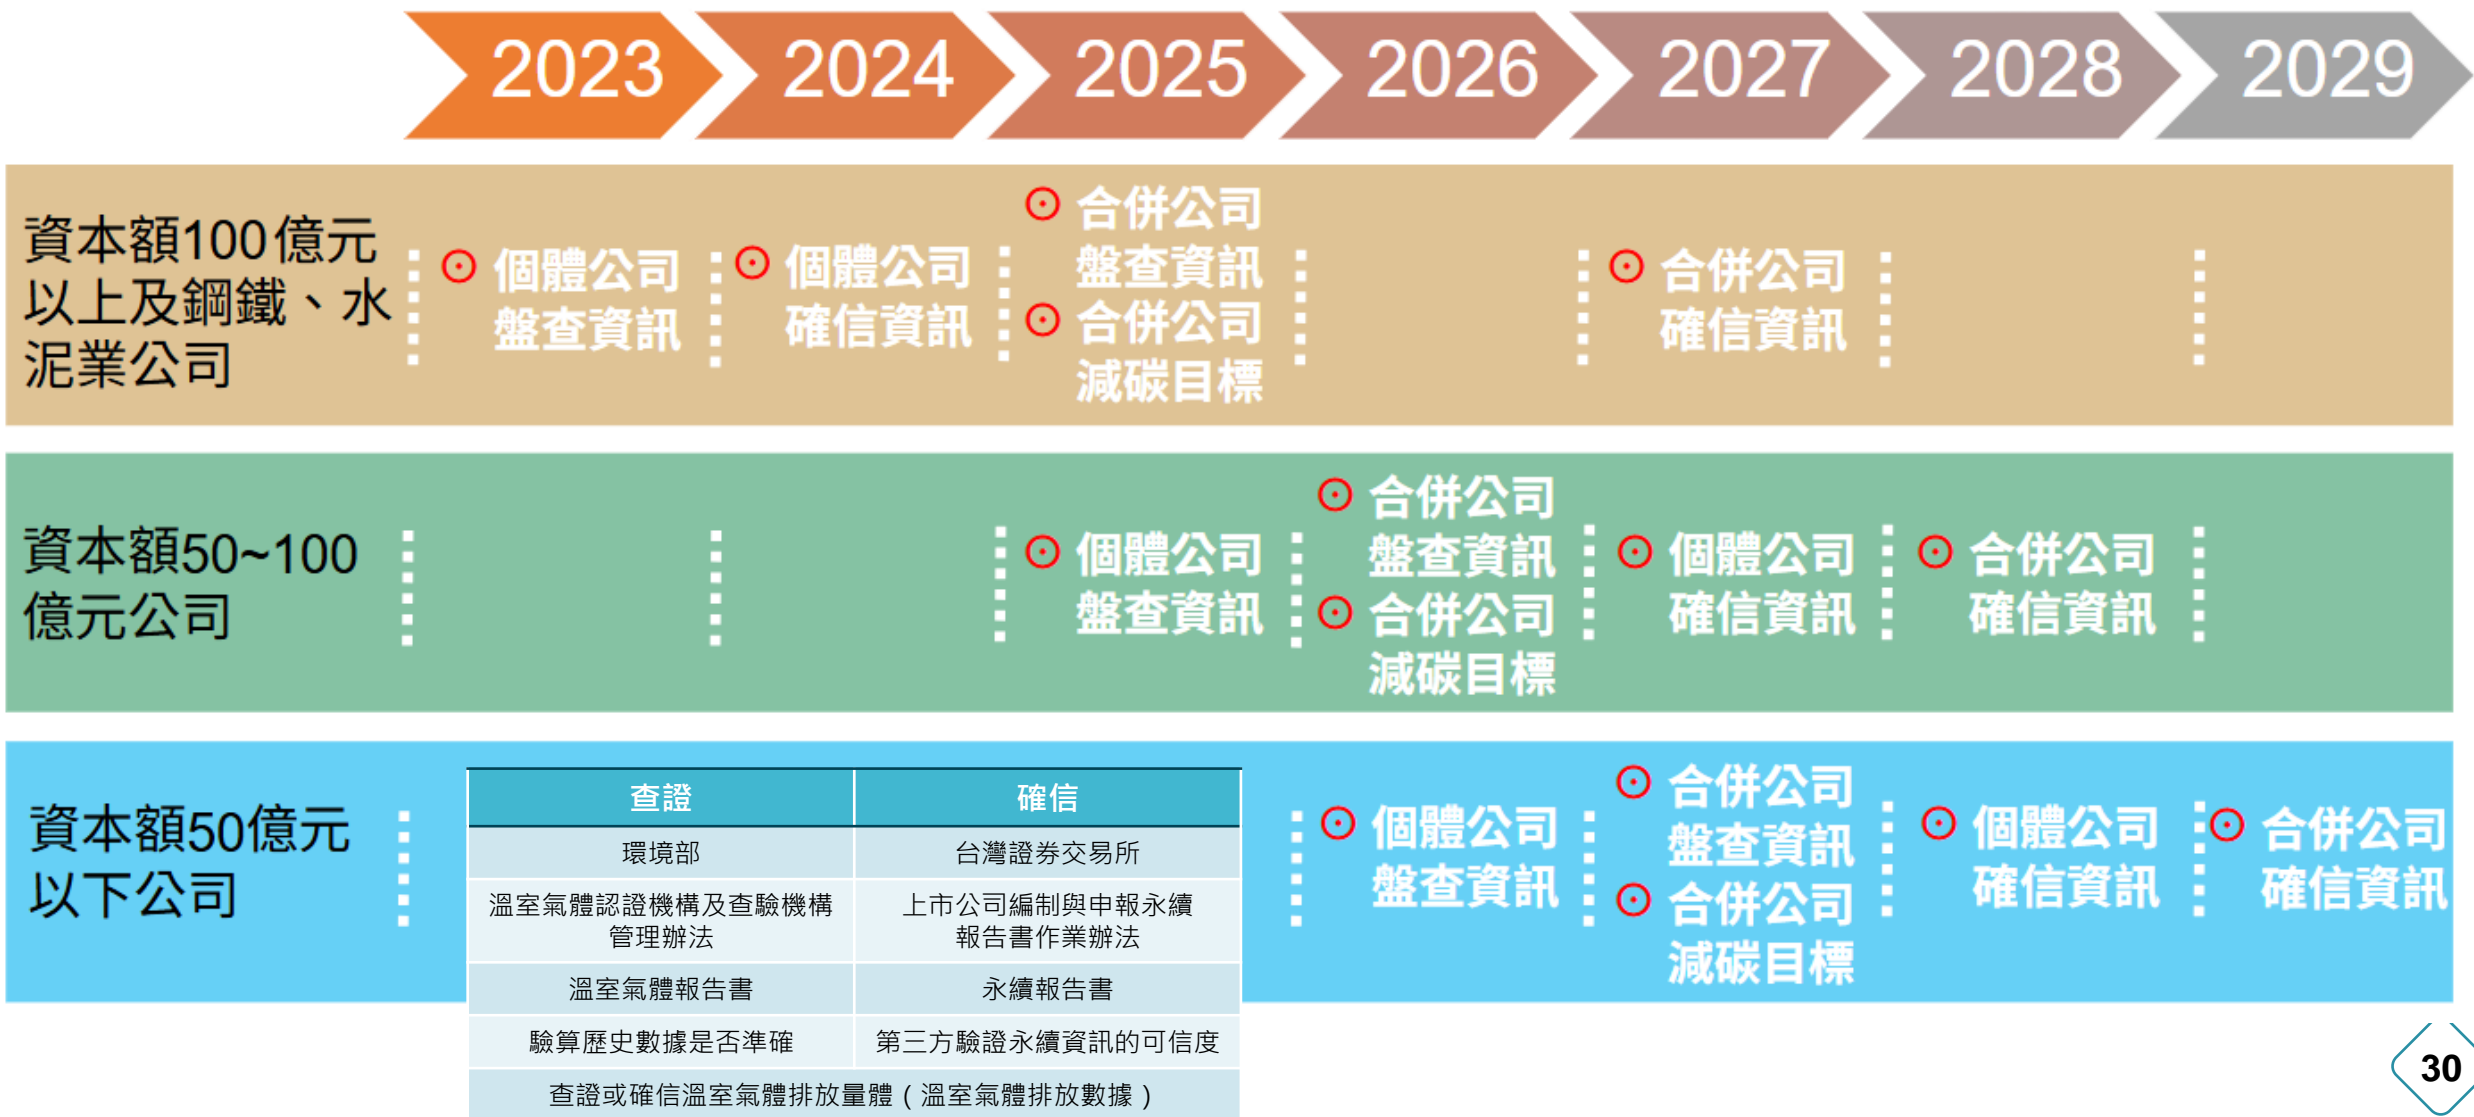 2023 2024 2025 2026 2027 2028 2029
資本額100億元
以上及鋼鐵、水
泥業公司
個體公司
盤查資訊
個體公司
確信資訊
合併公司
盤查資訊
合併公司
減碳目標
合併公司
確信資訊
資本額50~100
億元公司
個體公司
盤查資訊
合併公司
盤查資訊
合併公司
減碳目標
個體公司
確信資訊
合併公司
確信資訊
資本額50億元
以下公司
查證 確信
環境部 台灣證券交易所
溫室氣體認證機構及查驗機構
管理辦法
上市公司編制與申報永續
報告書作業辦法
溫室氣體報告書 永續報告書
驗算歷史數據是否準確 第三方驗證永續資訊的可信度
查證或確信溫室氣體排放量體(溫室氣體排放數據)
個體公司
盤查資訊
合併公司
盤查資訊
合併公司
減碳目標
個體公司
確信資訊
合併公司
確信資訊
30